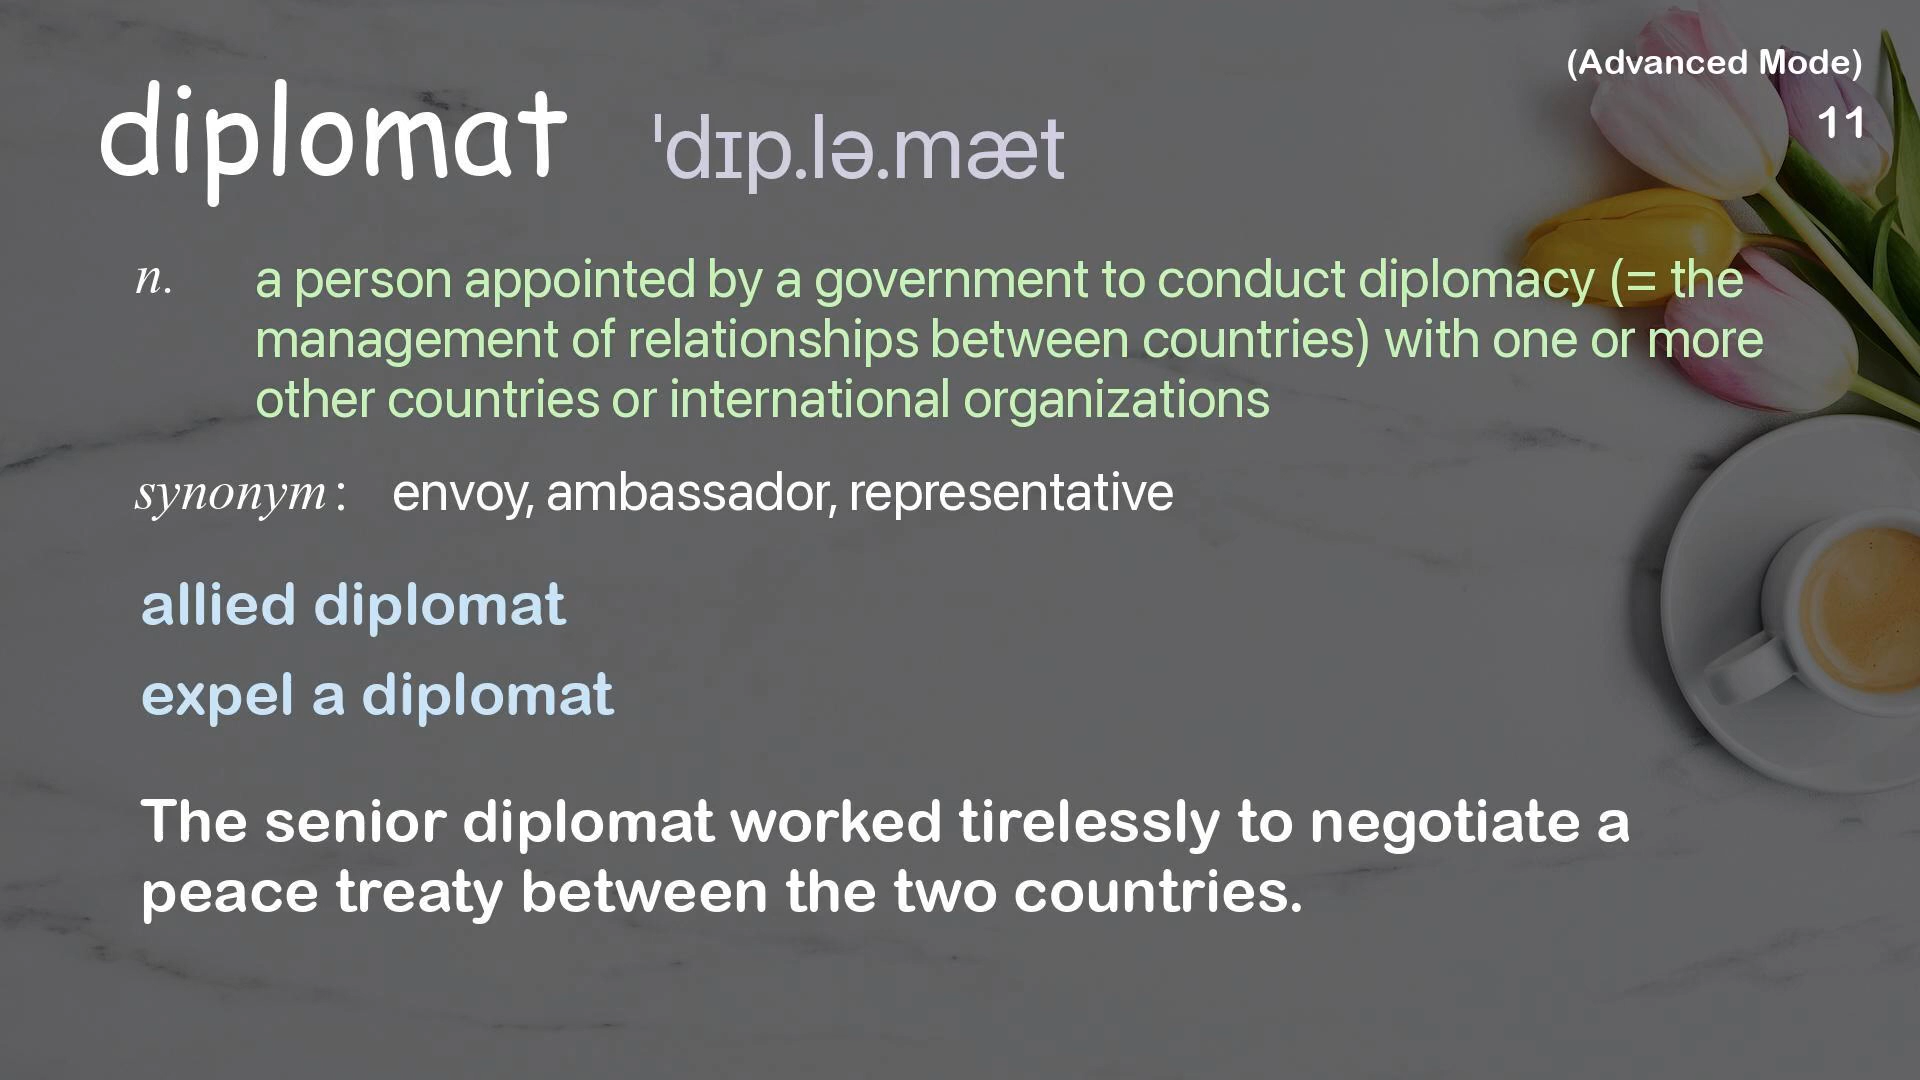 (Advanced Mode)
diplomat ˈdɪp.lə.mæt
11
n. a person appointed by a government to conduct diplomacy (= the
management of relationships between countries) with one or more
other countries or international organizations
synonym: envoy, ambassador, representative
allied diplomat
expel a diplomat
The senior diplomat worked tirelessly to negotiate a
peace treaty between the two countries.